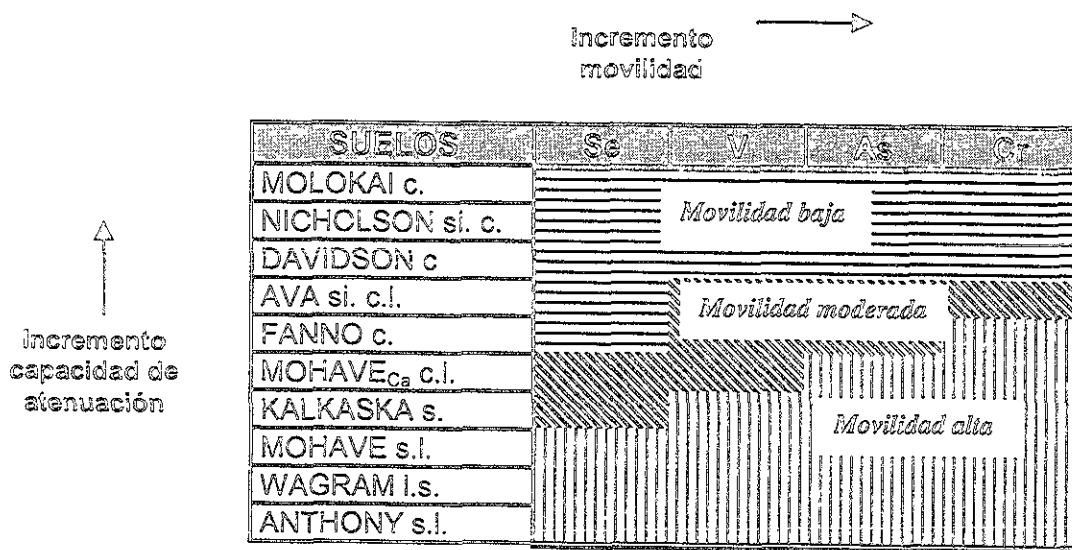 Incremento
movilidad
SUELOS Se V As Cr
MOLOKAI c.
NICHOLSON si. c.
Movilidad baja
DAVIDSON c
AVA si. c.l.
Movilidad moderada
FANNO c.
Incremento
capacidad de
atenuación
MOHAVECa c.l.
KALKASKA s.
Movilidad alta
MOHAVE s.l.
WAGRAM l.s.
ANTHONY s.l.